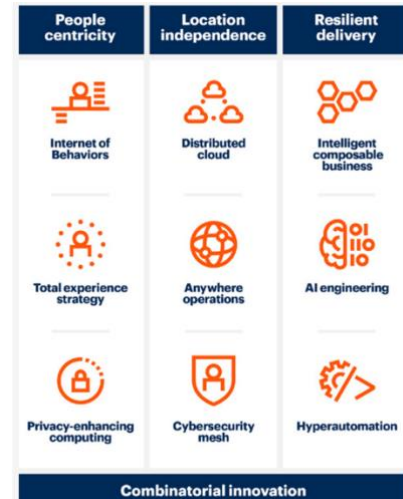 People
centricity
Location
independence
Resilient
delivery
Internet of
Behaviors
Distributed
cloud
Intelligent
composable
business
Total experience
strategy
Anywhere
operations
AI engineering
Privacy-enhancing
computing
Cybersecurity
mesh
Hyperautomation
Combinatorial innovation